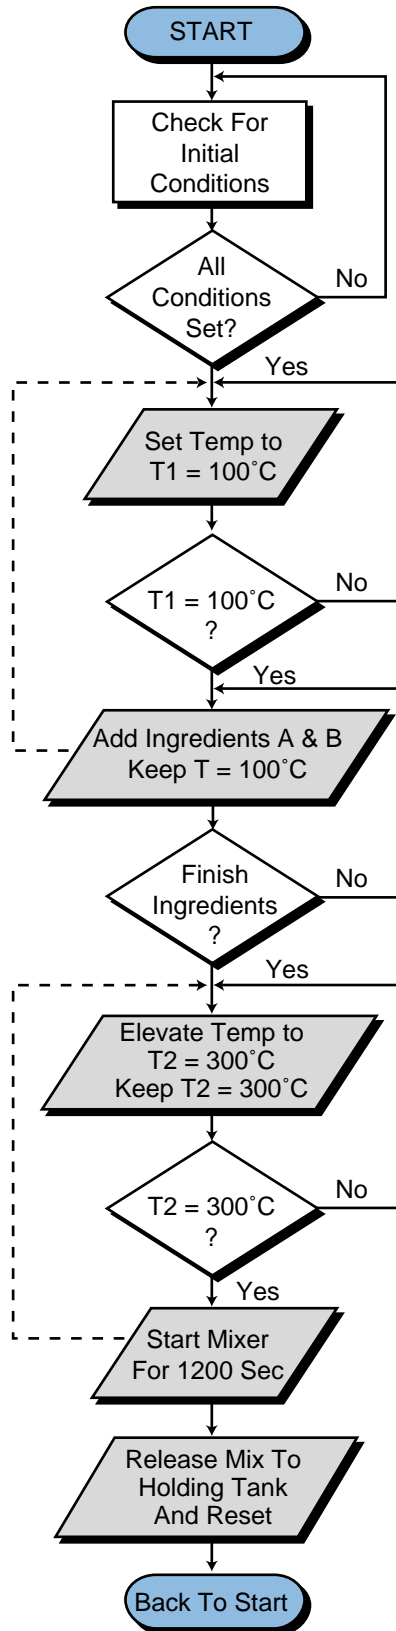 START
Check For
Initial
Conditions
All
Conditions
Set?
No
Yes
Set Temp to
T1 = 100˚C
T1 = 100˚C
?
No
Yes
Add Ingredients A & B
Keep T = 100˚C
Finish
Ingredients
?
No
Yes
Elevate Temp to
T2 = 300˚C
Keep T2 = 300˚C
T2 = 300˚C
?
No
Yes
Start Mixer
For 1200 Sec
Release Mix To
Holding Tank
And Reset
Back To Start